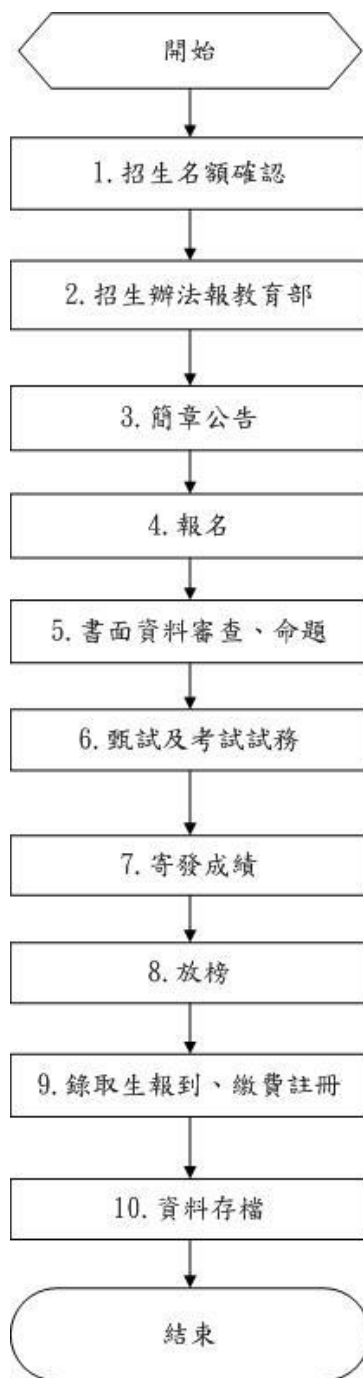 開始
1.招生名額確認
2.招生辦法報教育部
3.簡章公告
4.報名
5.書面資料審查、命題
6.甄試及考試試務
7.寄發成績
8.放榜
9.錄取生報到、繳費註冊
10.資料存檔
結束